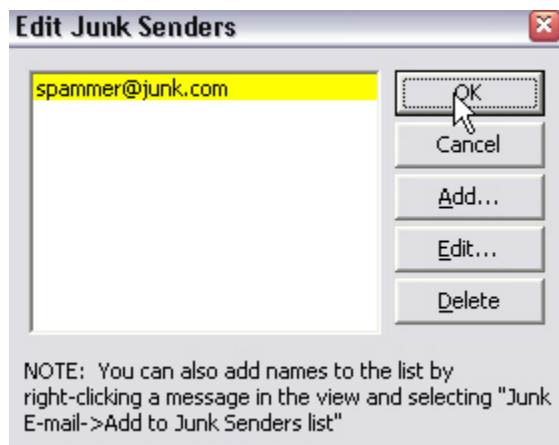 Edit Junk Senders
spammer@junk.com
OK
Cancel
Add...
Edit...
Delete
NOTE:  You can also add names to the list by
right-clicking a message in the view and selecting "Junk
E-mail->Add to Junk Senders list"